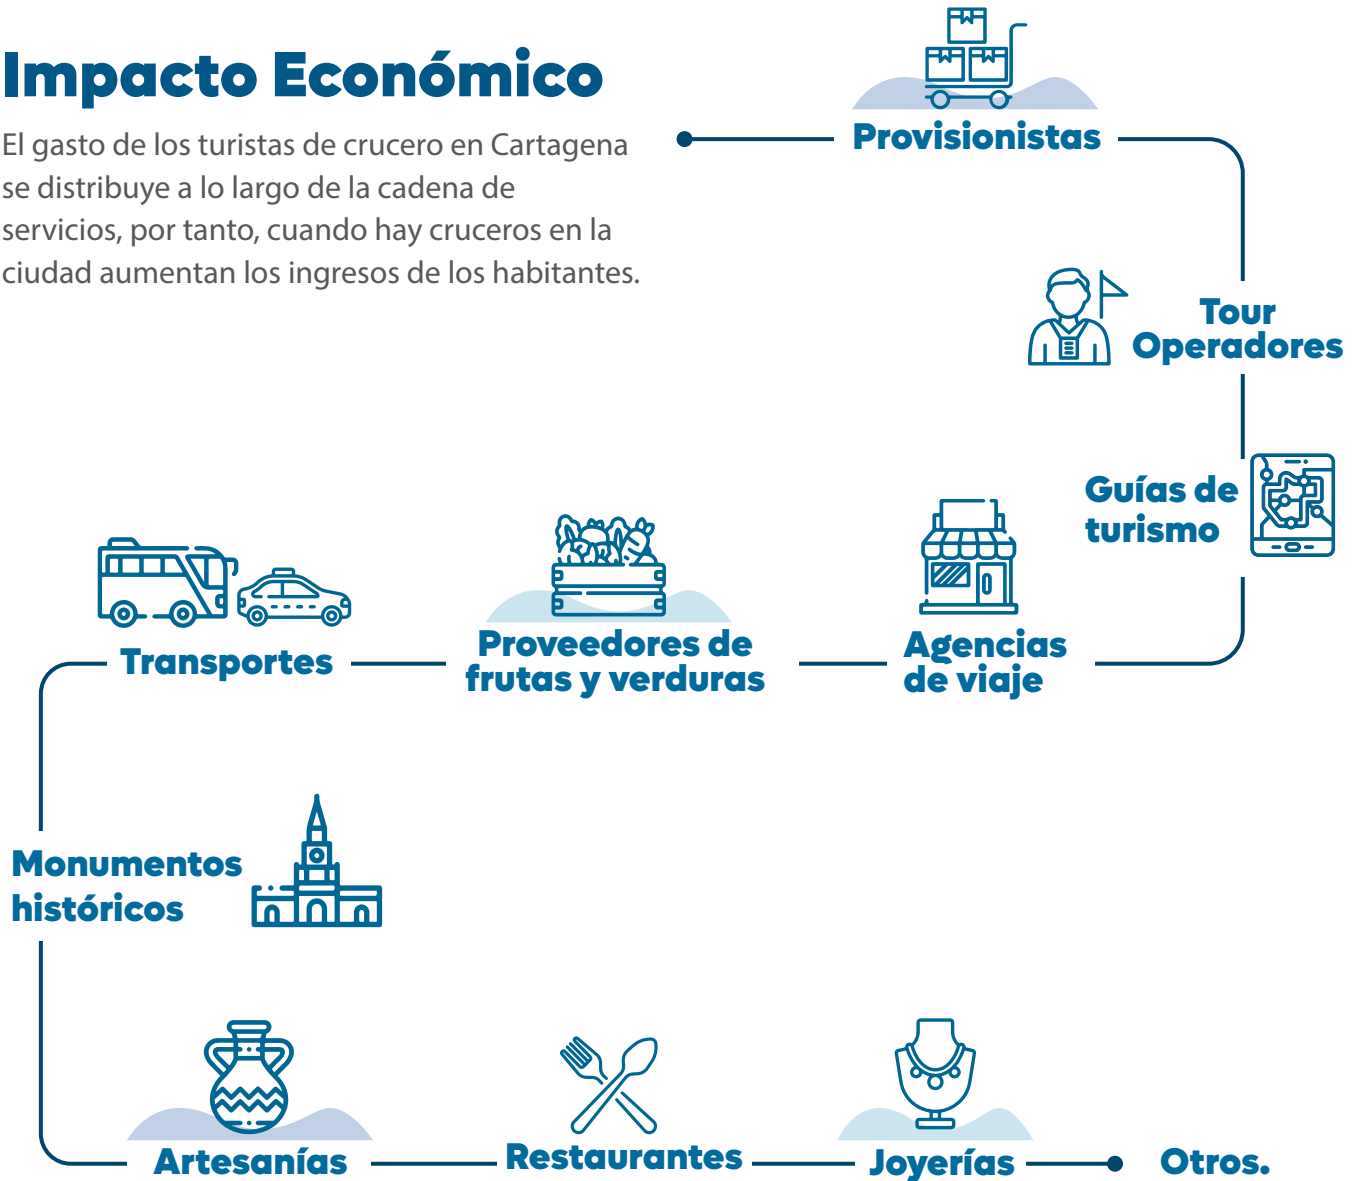 Impacto Económico
El gasto de los turistas de crucero en Cartagena
se distribuye a lo largo de la cadena de
servicios, por tanto, cuando hay cruceros en la
ciudad aumentan los ingresos de los habitantes.
Provisionistas
Tour
Operadores
Guías de
turismo
Agencias
de viaje
Proveedores de
frutas y verduras
Transportes
Monumentos
históricos
Artesanías
Restaurantes
Joyerías
Otros.